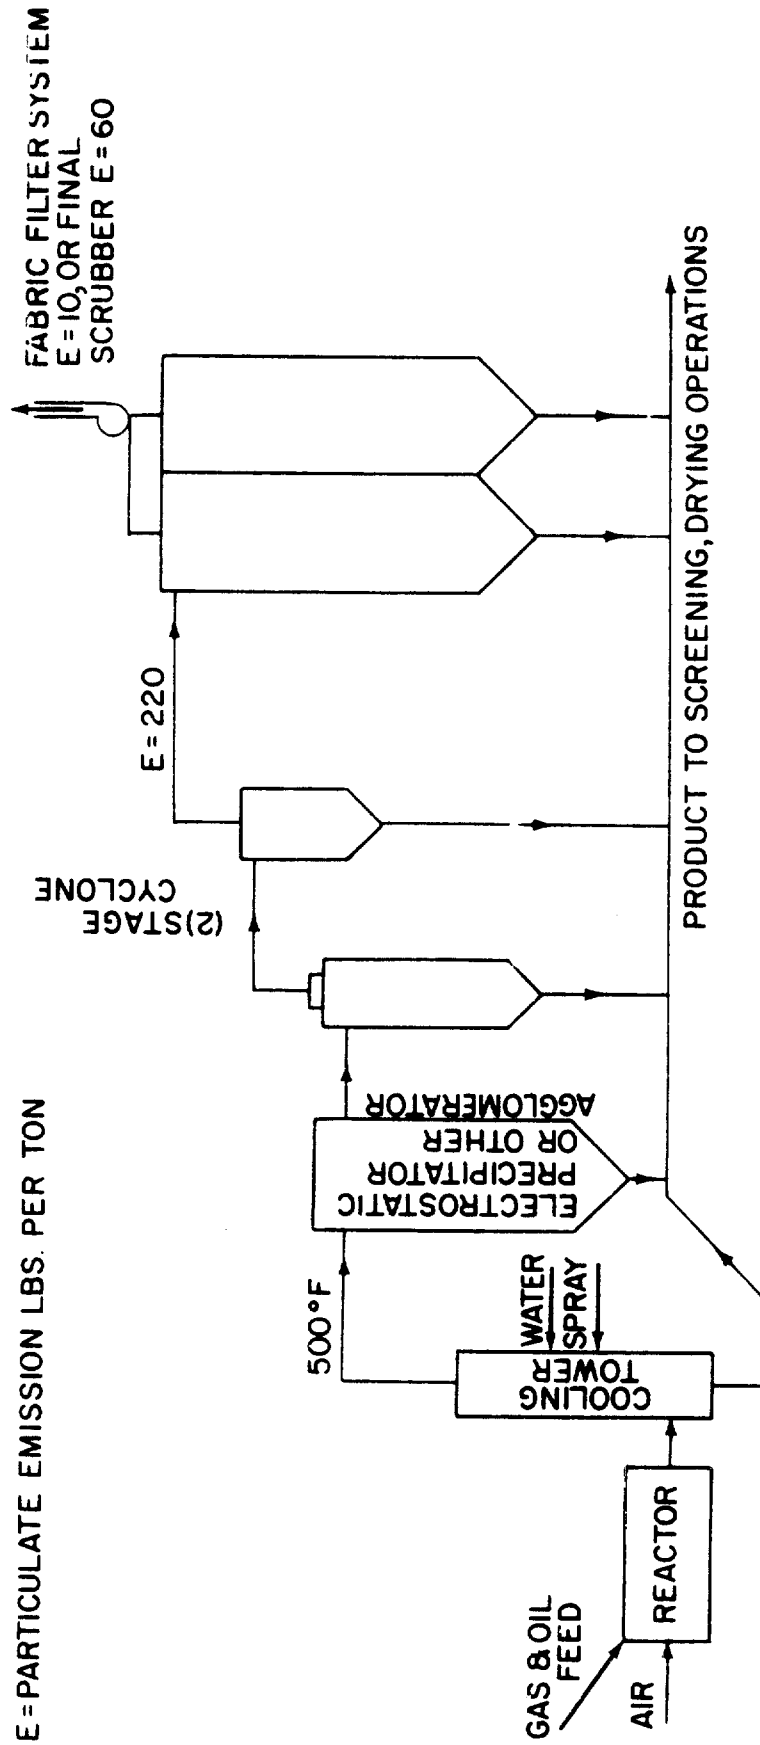 E = PARTICULATE EMISSION LBS. PER TON
FABRIC FILTER SYSTEM
E = 10, OR FINAL
SCRUBBER E = 60
E = 220
(2) STAGE
CYCLONE
500°F
ELECTROSTATIC
PRECIPITATOR
OR OTHER
AGGLOMERATOR
WATER
SPRAY
COOLING
TOWER
GAS & OIL
FEED
AIR
REACTOR
PRODUCT TO SCREENING, DRYING OPERATIONS